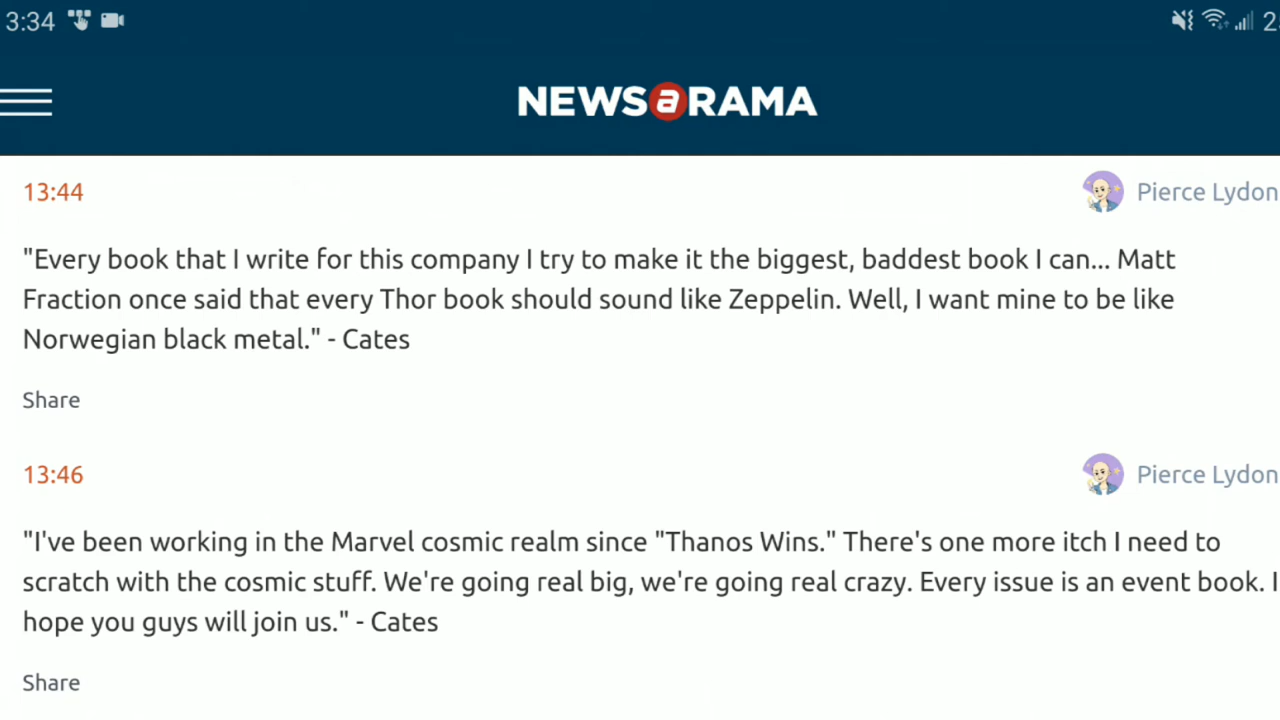 3:34 2
NEWSaRAMA
13:44 Pierce Lydon
"Every book that I write for this company I try to make it the biggest, baddest book I can... Matt
Fraction once said that every Thor book should sound like Zeppelin. Well, I want mine to be like
Norwegian black metal." - Cates
Share
13:46 Pierce Lydon
"I've been working in the Marvel cosmic realm since "Thanos Wins." There's one more itch I need to
scratch with the cosmic stuff. We're going real big, we're going real crazy. Every issue is an event book. I
hope you guys will join us." - Cates
Share